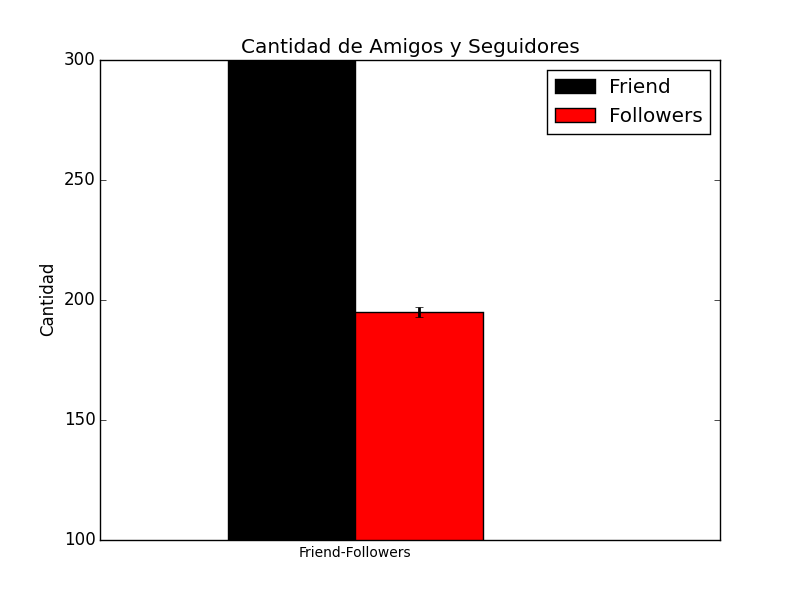 Cantidad de Amigos y Seguidores
300
250
200
150
100
Cantidad
Friend
Followers
Friend-Followers